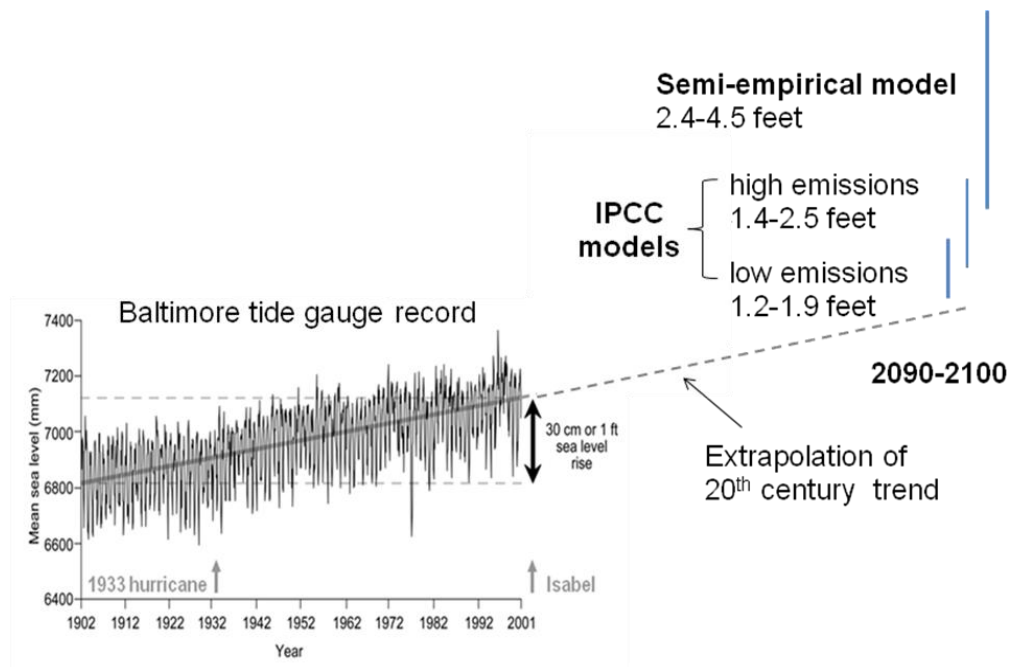 Semi-empirical model
2.4-4.5 feet
IPCC
models
high emissions
1.4-2.5 feet
low emissions
1.2-1.9 feet
2090-2100
Extrapolation of
20th century trend
Baltimore tide gauge record
Mean sea level (mm)
7400
7200
7000
6800
6600
6400
30 cm or 1 ft
sea level
rise
1933 hurricane
Isabel
1902 1912 1922 1932 1942 1952 1962 1972 1982 1992 2001
Year